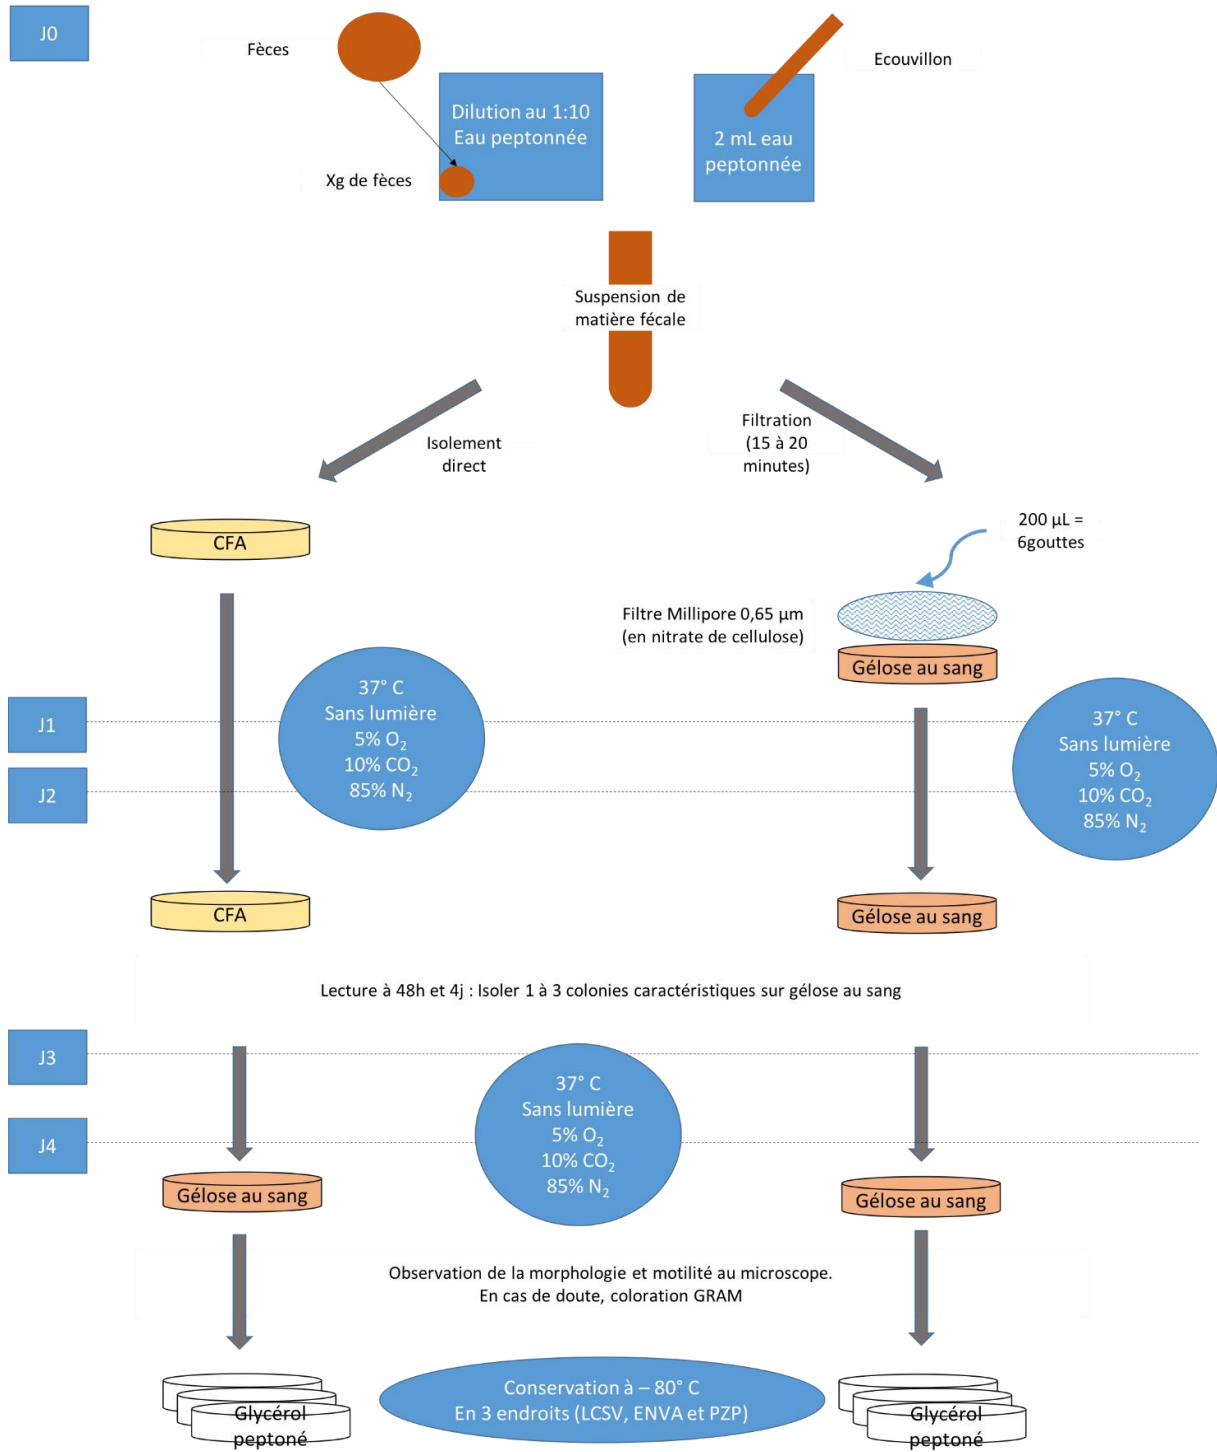 J0
Fèces
Ecouvillon
Dilution au 1:10
Eau peptonnée
2 mL eau
peptonnée
Xg de fèces
Suspension de
matière fécale
Isolement
direct
Filtration
(15 à 20
minutes)
CFA
200 µL =
6gouttes
Filtre Millipore 0,65 µm
(en nitrate de cellulose)
Gélose au sang
J1
37° C
Sans lumière
5% O₂
10% CO₂
85% N₂
37° C
Sans lumière
5% O₂
10% CO₂
85% N₂
J2
CFA
Gélose au sang
Lecture à 48h et 4j : Isoler 1 à 3 colonies caractéristiques sur gélose au sang
J3
37° C
Sans lumière
5% O₂
10% CO₂
85% N₂
J4
Gélose au sang
Gélose au sang
Observation de la morphologie et motilité au microscope.
En cas de doute, coloration GRAM
Glycérol
peptoné
Conservation à – 80° C
En 3 endroits (LCSV, ENVA et PZP)
Glycérol
peptoné